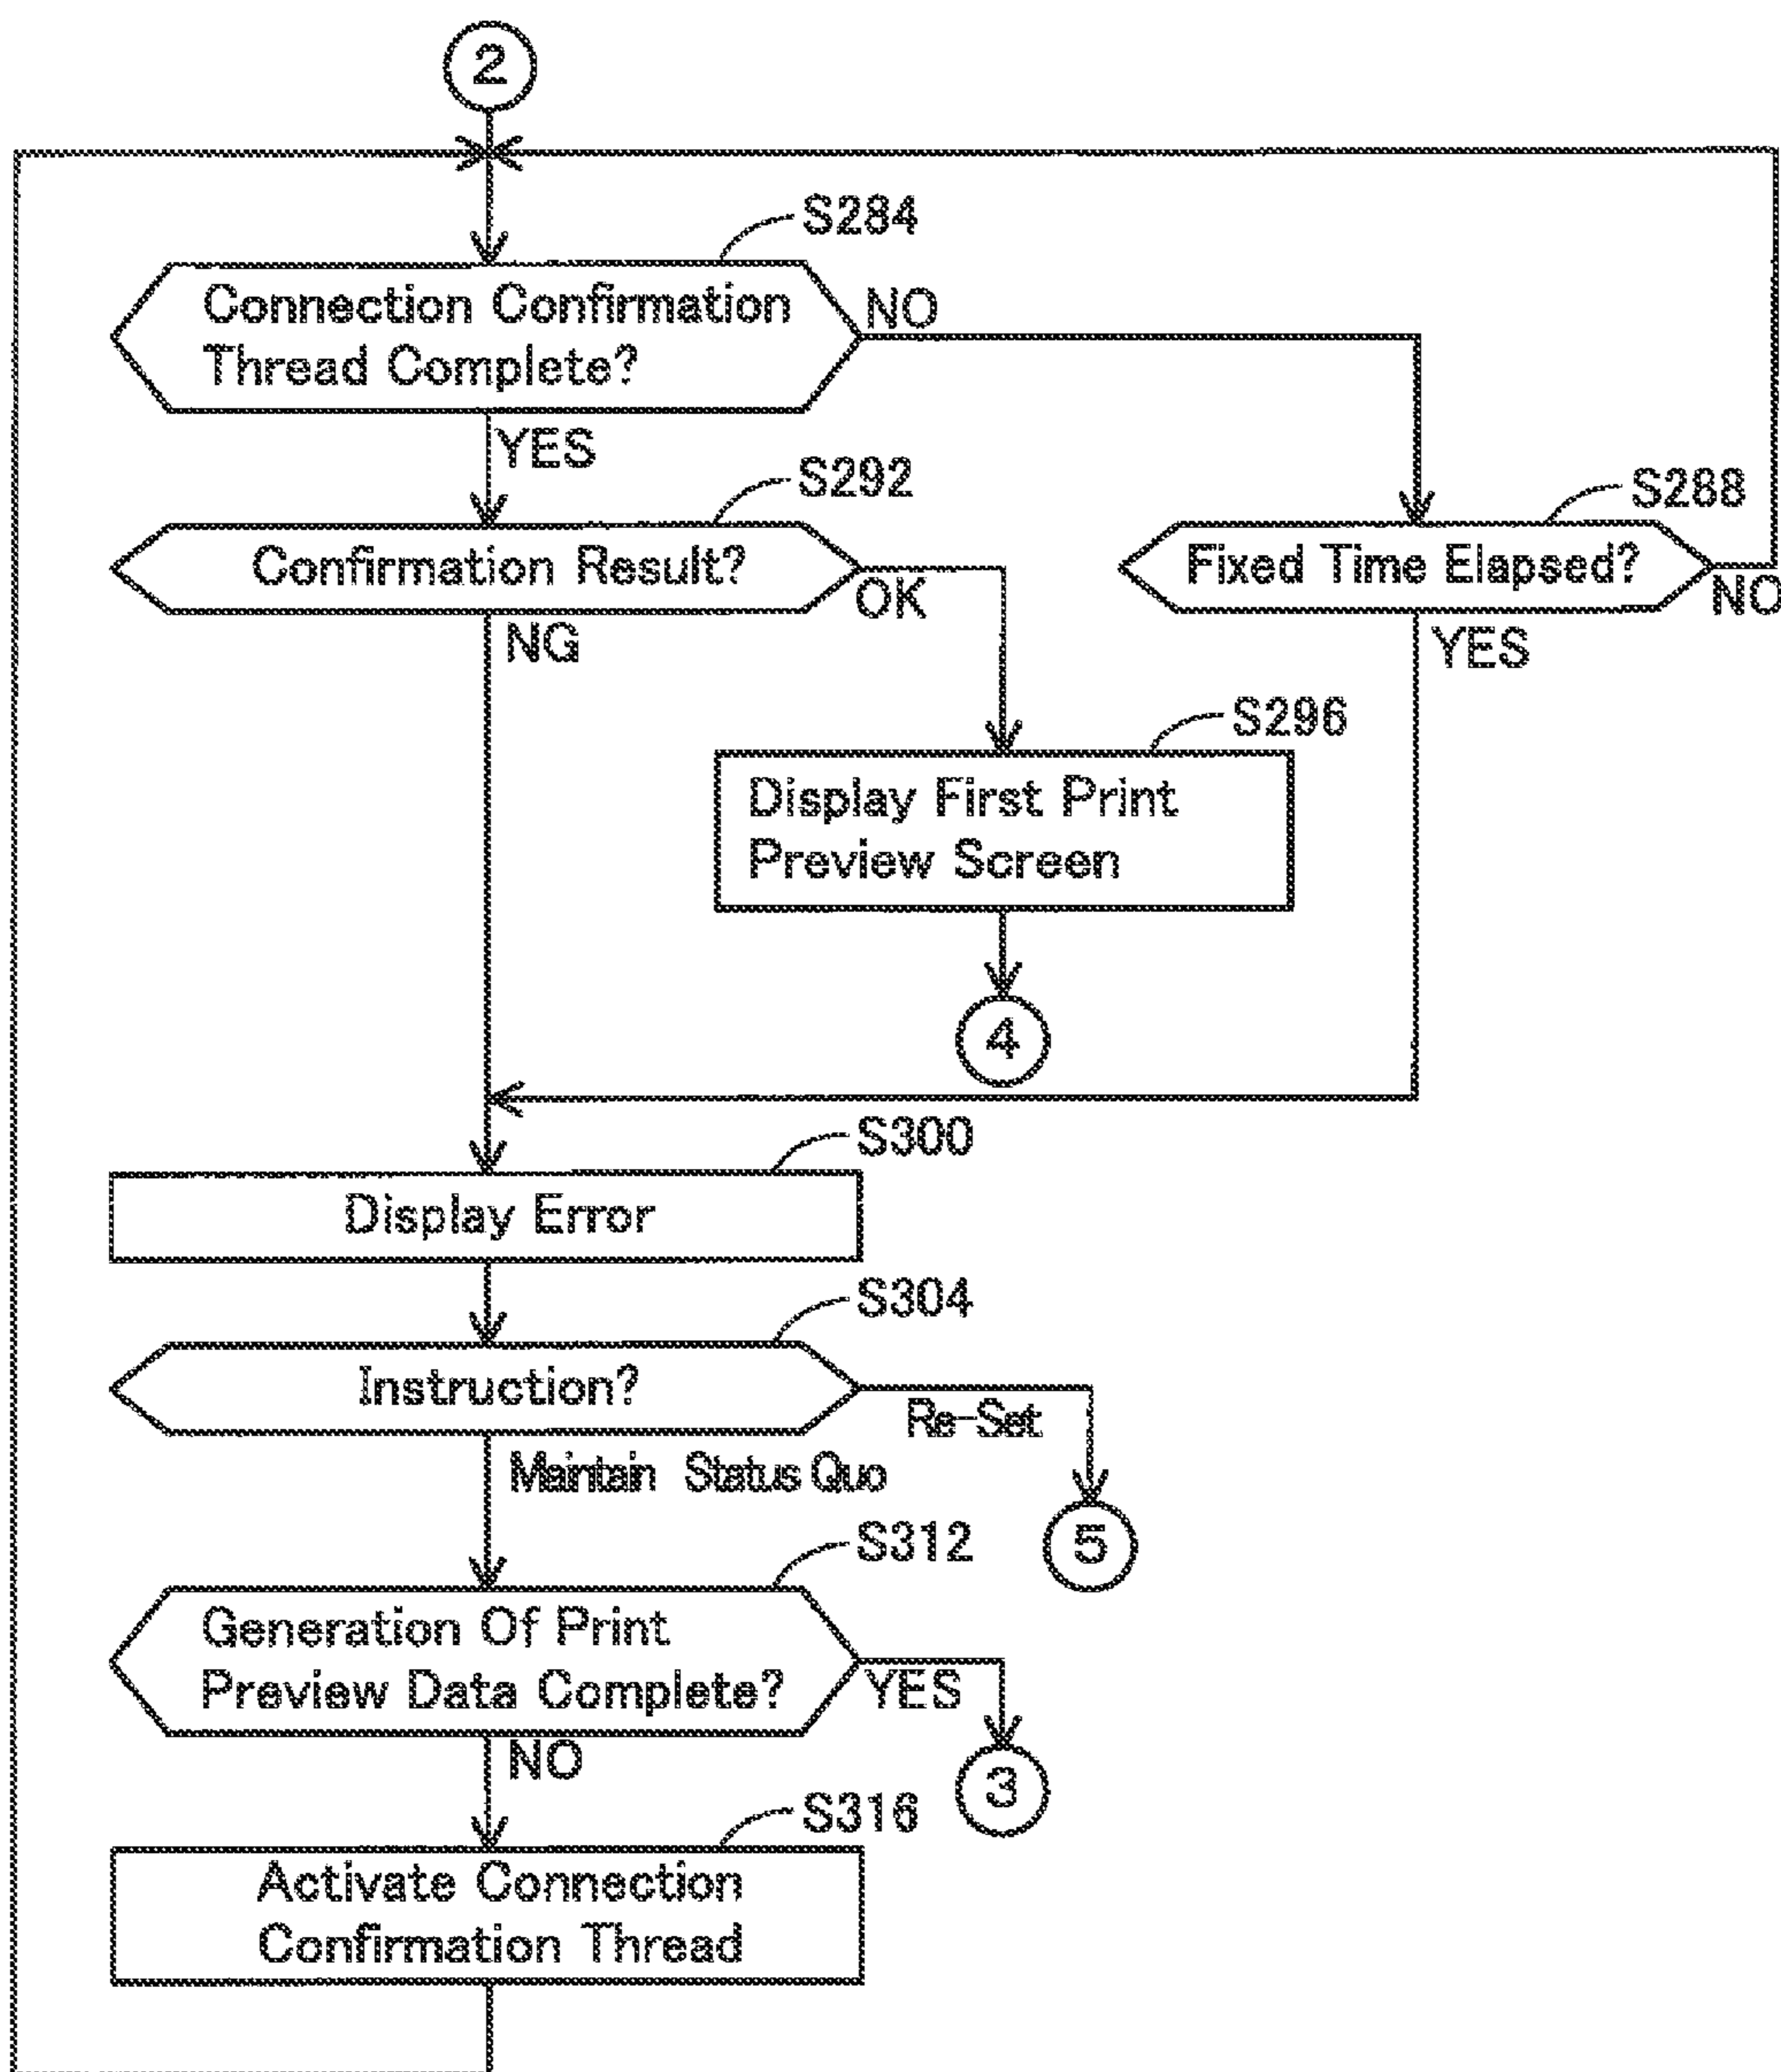 2
S284
Connection Confirmation
Thread Complete?
NO
YES
S292
S288
Confirmation Result?
OK
Fixed Time Elapsed?
NO
NG
YES
S296
Display First Print
Preview Screen
4
S300
Display Error
S304
Instruction?
Re-Set
Maintain Status Quo
5
S312
Generation Of Print
Preview Data Complete?
YES
NO
3
S316
Activate Connection
Confirmation Thread